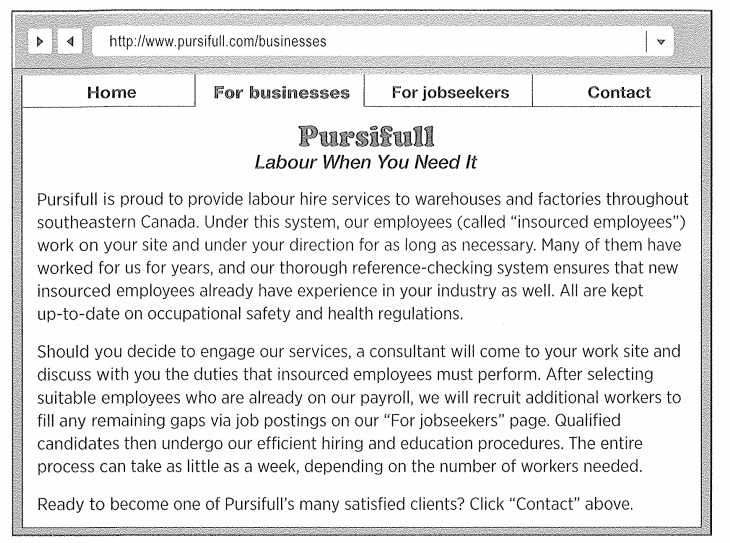 http://www.pursifull.com/businesses
Home For businesses For jobseekers Contact
Pursifull
Labour When You Need It
Pursifull is proud to provide labour hire services to warehouses and factories throughout
southeastern Canada. Under this system, our employees (called “insourced employees”)
work on your site and under your direction for as long as necessary. Many of them have
worked for us for years, and our thorough reference-checking system ensures that new
insourced employees already have experience in your industry as well. All are kept
up-to-date on occupational safety and health regulations.
Should you decide to engage our services, a consultant will come to your work site and
discuss with you the duties that insourced employees must perform. After selecting
suitable employees who are already on our payroll, we will recruit additional workers to
fill any remaining gaps via job postings on our “For jobseekers” page. Qualified
candidates then undergo our efficient hiring and education procedures. The entire
process can take as little as a week, depending on the number of workers needed.
Ready to become one of Pursifull’s many satisfied clients? Click “Contact” above.